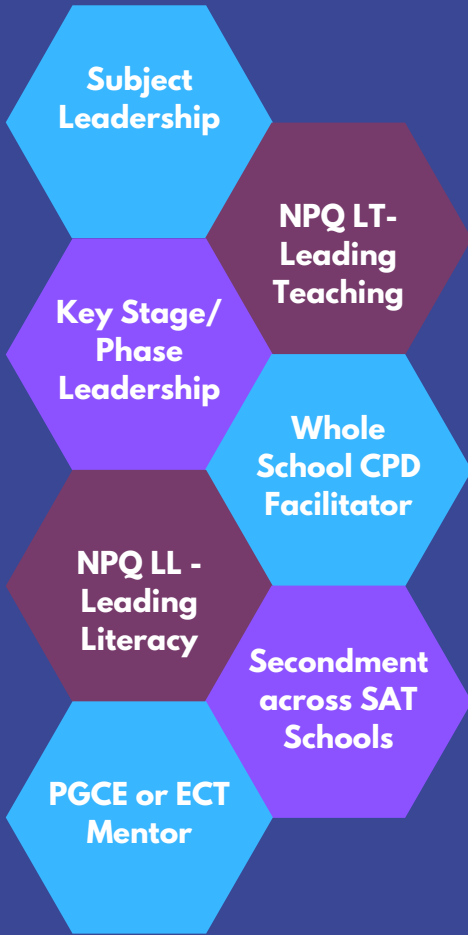 Subject
Leadership
NPQ LT-
Leading
Teaching
Key Stage/
Phase
Leadership
Whole
School CPD
Facilitator
NPQ LL -
Leading
Literacy
Secondment
across SAT
Schools
PGCE or ECT
Mentor